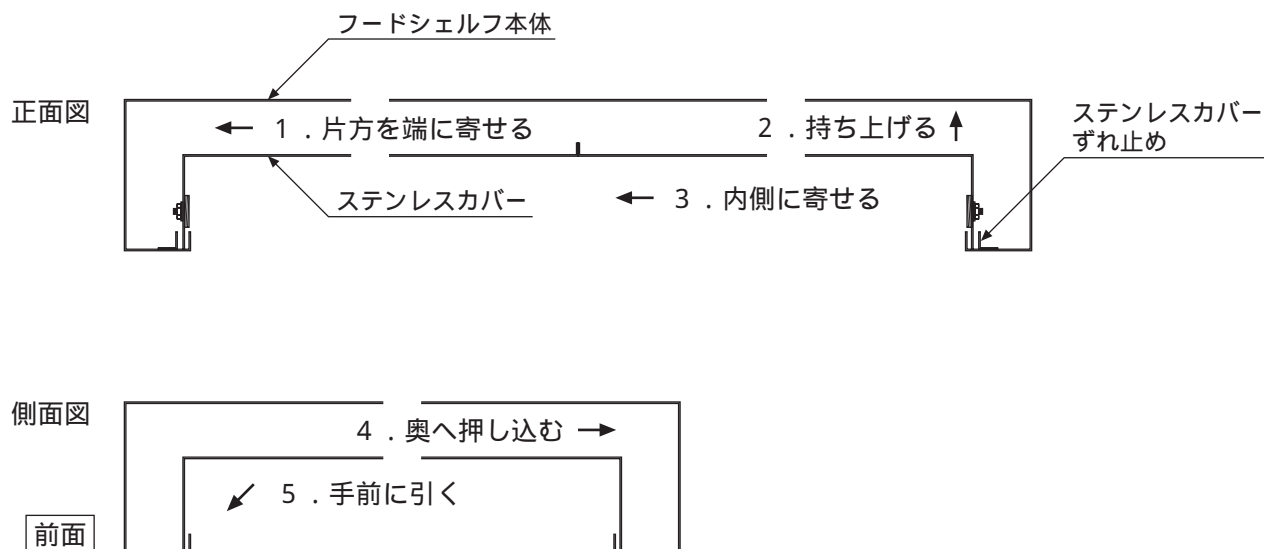 フードシェルフ本体
正面図
1．片方を端に寄せる
2．持ち上げる
ステンレスカバー
ずれ止め
ステンレスカバー
3．内側に寄せる
側面図
4．奥へ押し込む
5．手前に引く
前面